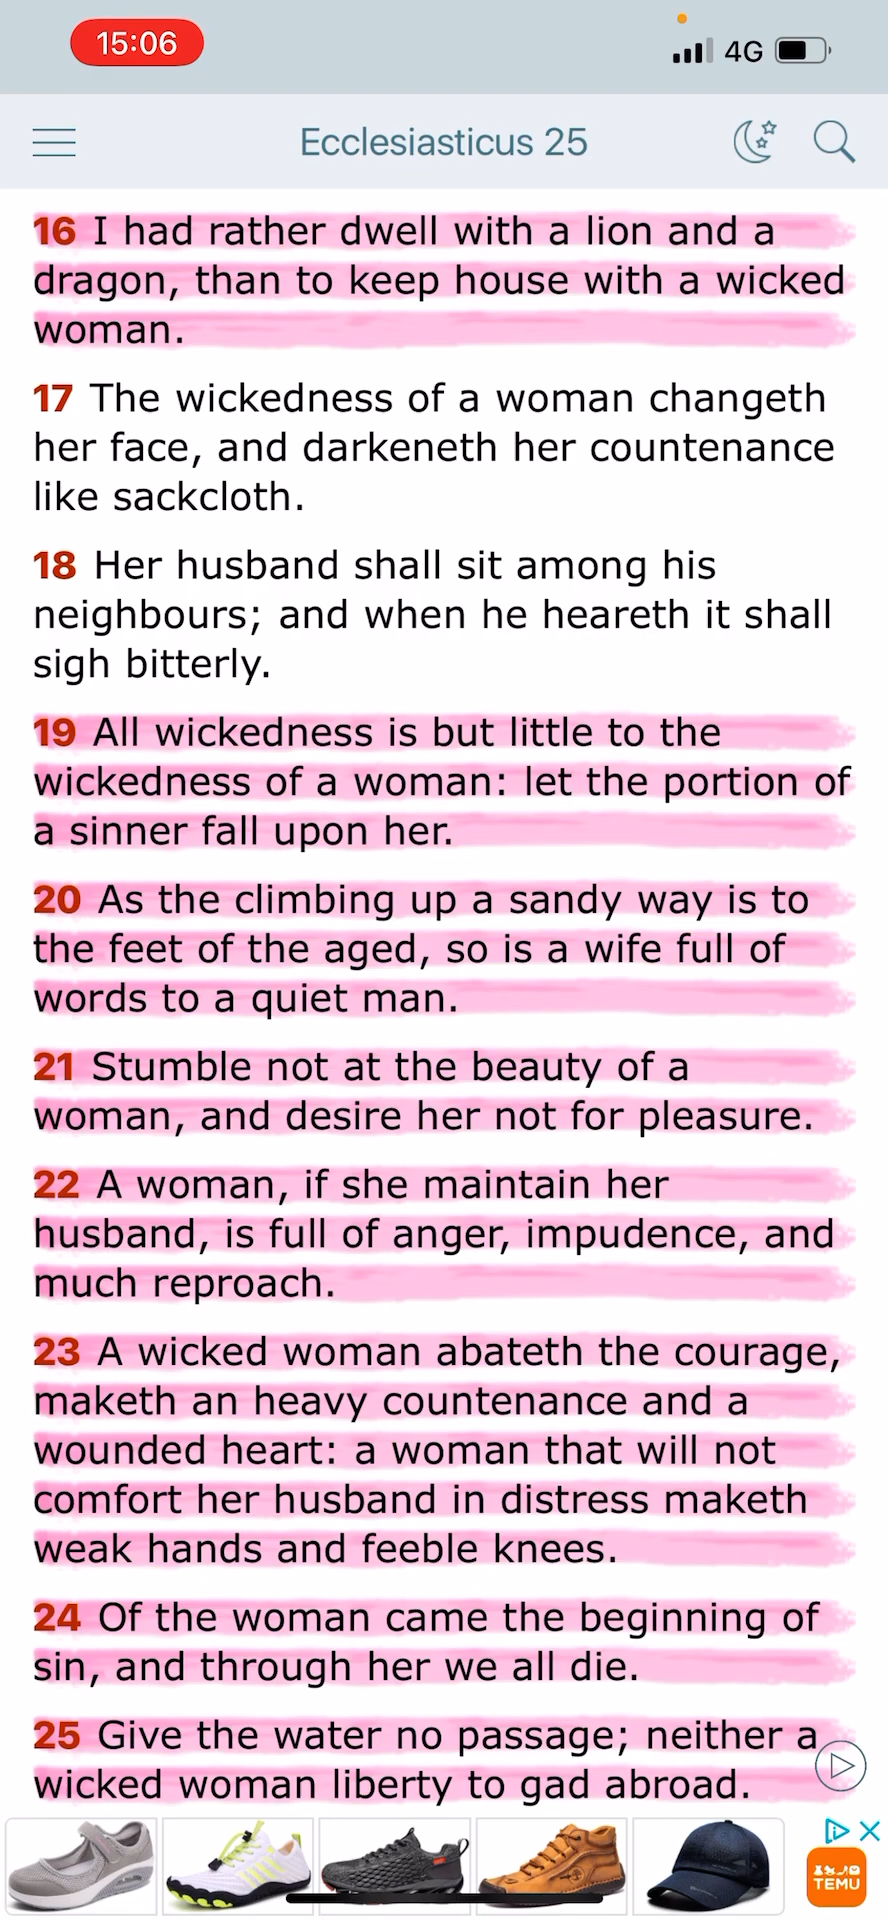 15:06
4G
Ecclesiasticus 25
16 I had rather dwell with a lion and a
dragon, than to keep house with a wicked
woman.
17 The wickedness of a woman changeth
her face, and darkeneth her countenance
like sackcloth.
18 Her husband shall sit among his
neighbours; and when he heareth it shall
sigh bitterly.
19 All wickedness is but little to the
wickedness of a woman: let the portion of
a sinner fall upon her.
20 As the climbing up a sandy way is to
the feet of the aged, so is a wife full of
words to a quiet man.
21 Stumble not at the beauty of a
woman, and desire her not for pleasure.
22 A woman, if she maintain her
husband, is full of anger, impudence, and
much reproach.
23 A wicked woman abateth the courage,
maketh an heavy countenance and a
wounded heart: a woman that will not
comfort her husband in distress maketh
weak hands and feeble knees.
24 Of the woman came the beginning of
sin, and through her we all die.
25 Give the water no passage; neither a
wicked woman liberty to gad abroad.
TEMU